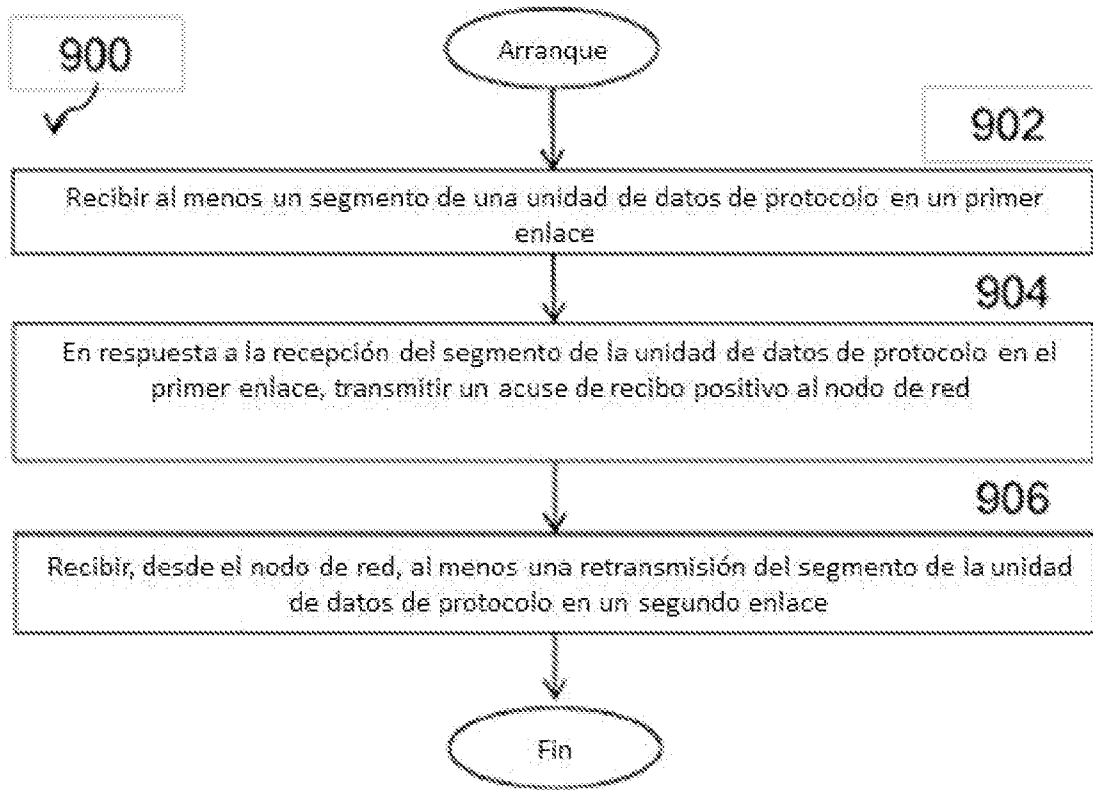 900
Arranque
902
Recibir al menos un segmento de una unidad de datos de protocolo en un primer
enlace
904
En respuesta a la recepción del segmento de la unidad de datos de protocolo en el
primer enlace, transmitir un acuse de recibo positivo al nodo de red
906
Recibir, desde el nodo de red, al menos una retransmisión del segmento de la unidad
de datos de protocolo en un segundo enlace
Fin